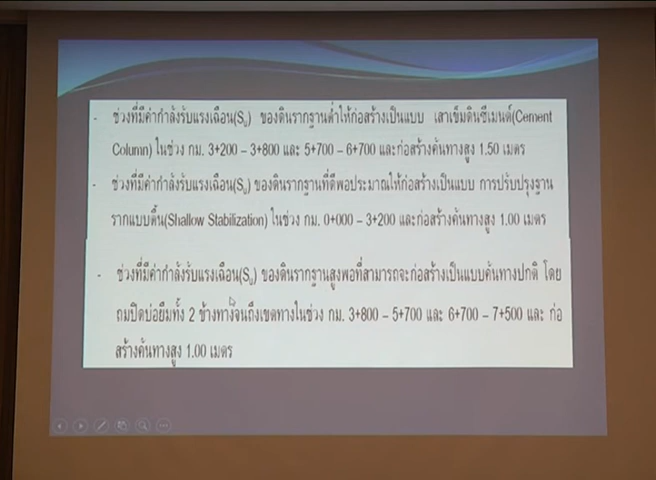 - ช่วงที่มีค่ากำลังรับแรงเฉือน(Su) ของดินรากฐานต่ำให้ก่อสร้างเป็นแบบ เสาเข็มดินซีเมนต์(Cement
Column) ในช่วง กม. 3+200 – 3+800 และ 5+700 – 6+700 และก่อสร้างคันทางสูง 1.50 เมตร
- ช่วงที่มีค่ากำลังรับแรงเฉือน(Su) ของดินรากฐานที่ดีพอประมาณให้ก่อสร้างเป็นแบบ การปรับปรุงฐาน
รากแบบตื้น(Shallow Stabilization) ในช่วง กม. 0+000 – 3+200 และก่อสร้างคันทางสูง 1.00 เมตร
- ช่วงที่มีค่ากำลังรับแรงเฉือน(Su) ของดินรากฐานสูงพอที่สามารถจะก่อสร้างเป็นแบบคันทางปกติ โดย
ถมปิดบ่อยืมทั้ง 2 ข้างทางจนถึงเขตทางในช่วง กม. 3+800 – 5+700 และ 6+700 – 7+500 และ ก่อ
สร้างคันทางสูง 1.00 เมตร